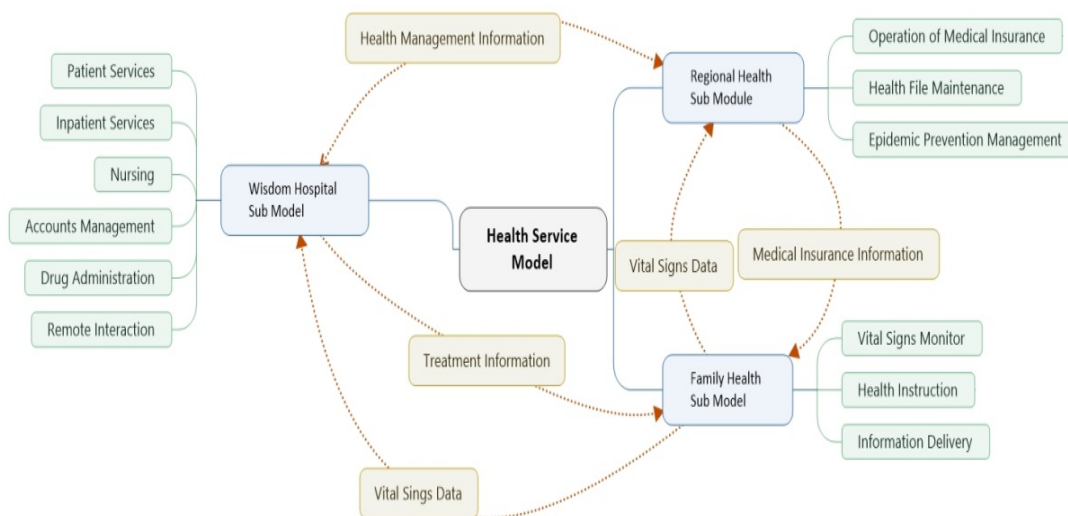 Health Management Information
Operation of Medical Insurance
Patient Services
Regional Health
Sub Module
Health File Maintenance
Inpatient Services
Epidemic Prevention Management
Nursing
Wisdom Hospital
Sub Model
Accounts Management
Health Service
Model
Vital Signs Data
Medical Insurance Information
Drug Administration
Remote Interaction
Treatment Information
Vital Signs Monitor
Family Health
Sub Model
Health Instruction
Information Delivery
Vital Sings Data